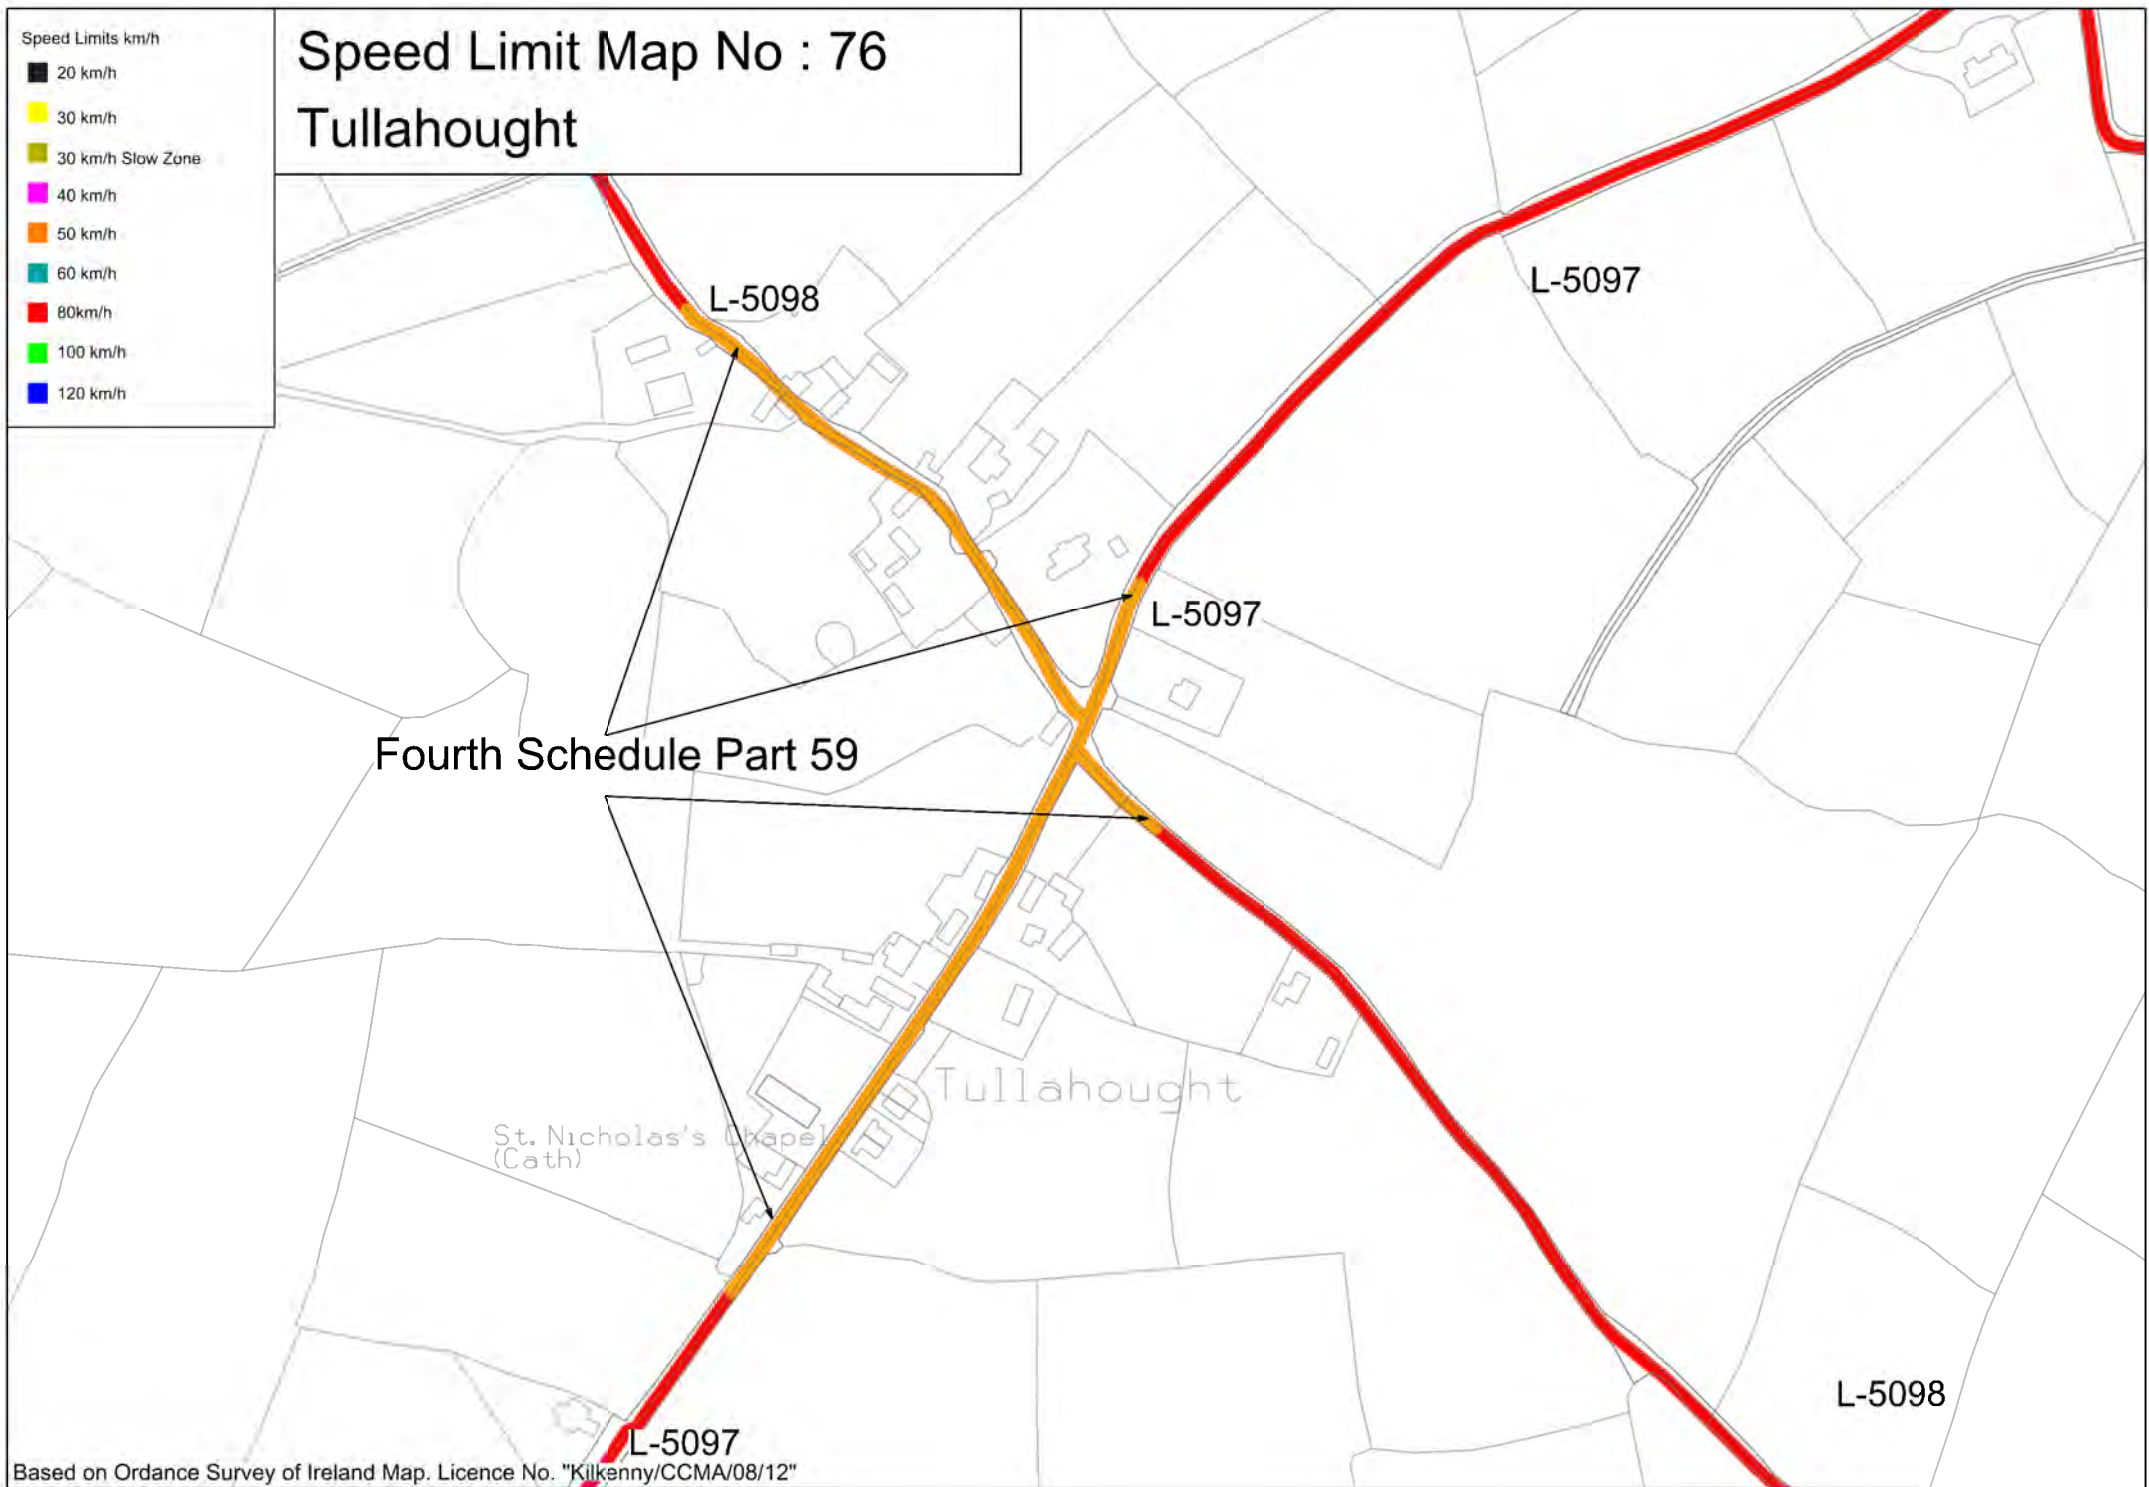 Speed Limits km/h
20 km/h
30 km/h
30 km/h Slow Zone
40 km/h
50 km/h
60 km/h
80km/h
100 km/h
120 km/h
Speed Limit Map No : 76
Tullahought
L-5098
L-5097
L-5097
Fourth Schedule Part 59
Tullahought
St. Nicholas's Chapel
(Cath)
L-5098
L-5097
Based on Ordance Survey of Ireland Map. Licence No. "Kilkenny/CCMA/08/12"